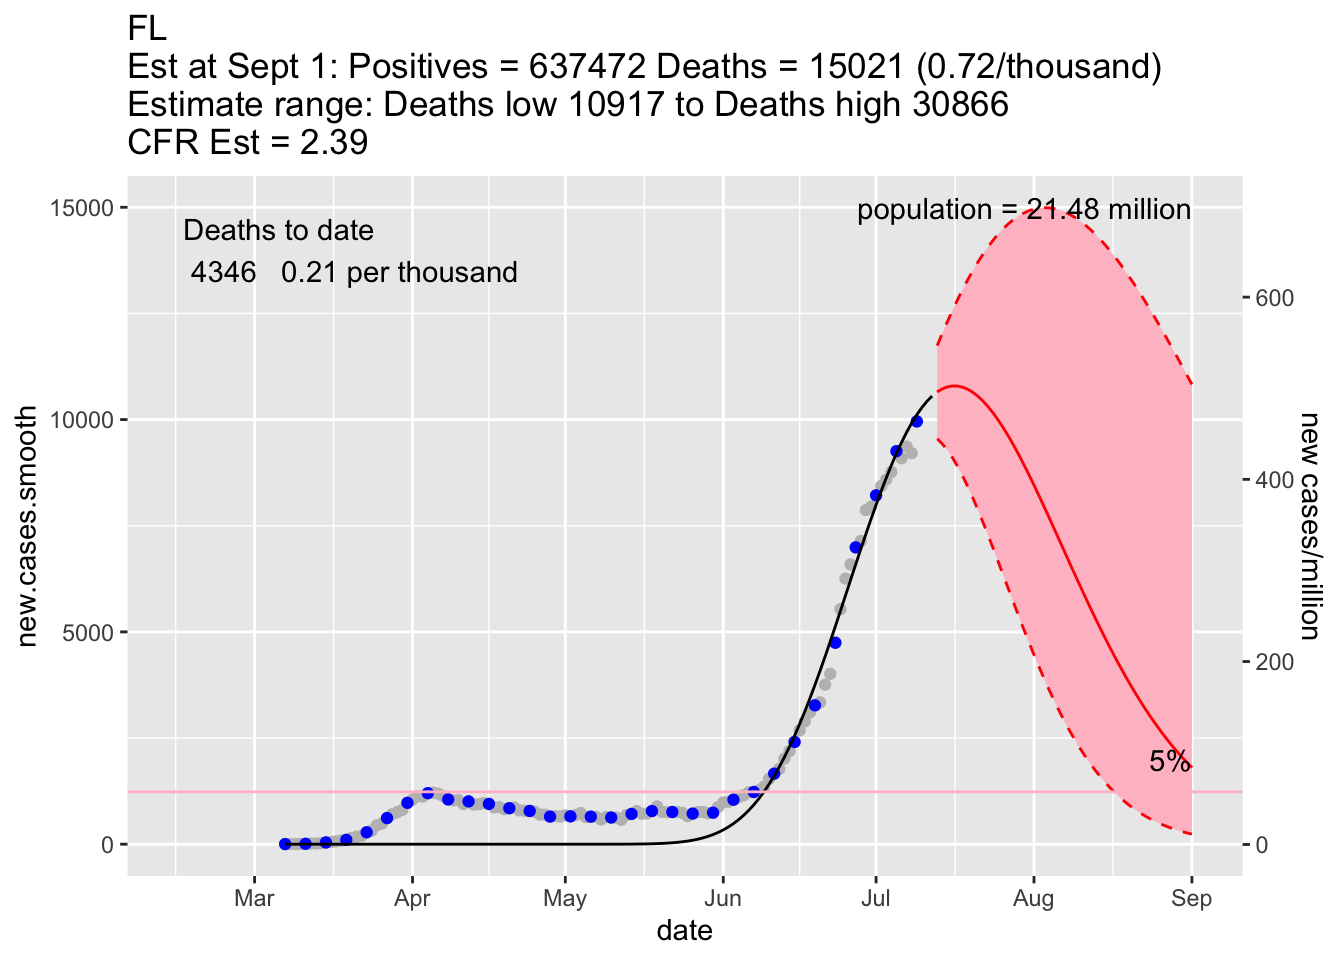 FL
Est at Sept 1: Positives = 637472 Deaths = 15021 (0.72/thousand)
Estimate range: Deaths low 10917 to Deaths high 30866
CFR Est = 2.39
Deaths to date
4346 0.21 per thousand
population = 21.48 million
15000
10000
5000
0
new.cases.smooth
600
400
200
0
new cases/million
5%
Mar Apr May Jun Jul Aug Sep
date